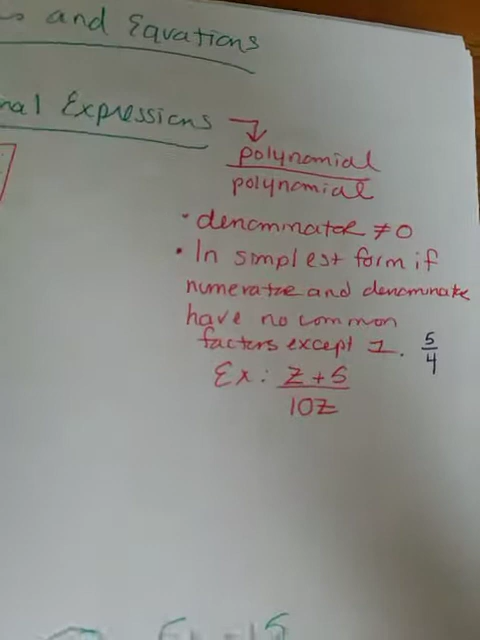 and Equations
nal Expressions →
polynomial
polynomial
• denominator ≠ 0
• In simplest form if
numerator and denominate
have no common
factors except 1. 5/4
Ex: z + 5
10z